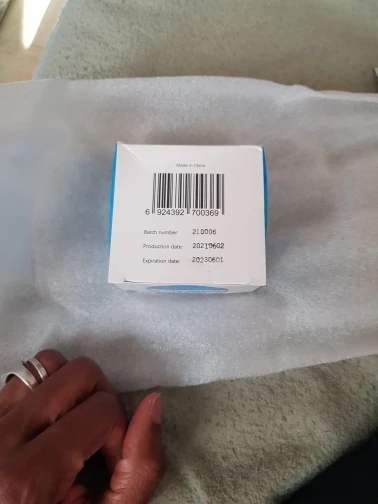 Made in China
6 924392 700369
Batch number: 210006
Production date: 20210602
Expiration date: 20230601